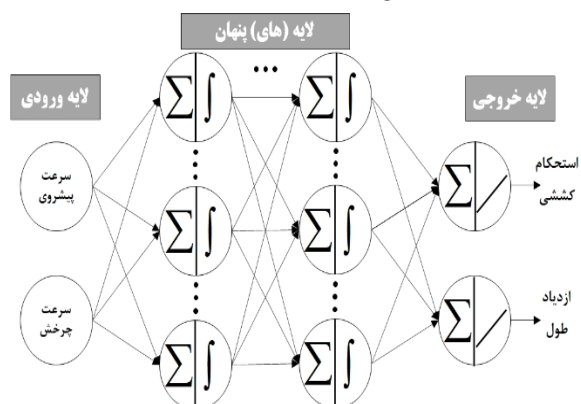 لایه (های) پنهان
لایه ورودی
لایه خروجی
سرعت
پیشروی
سرعت
چرخش
∑ ∫
∑ ∫
∑ ∫
∑ ∫
∑ ∫
∑ ∫
∑
∑
استحکام
کششی
ازدیاد
طول